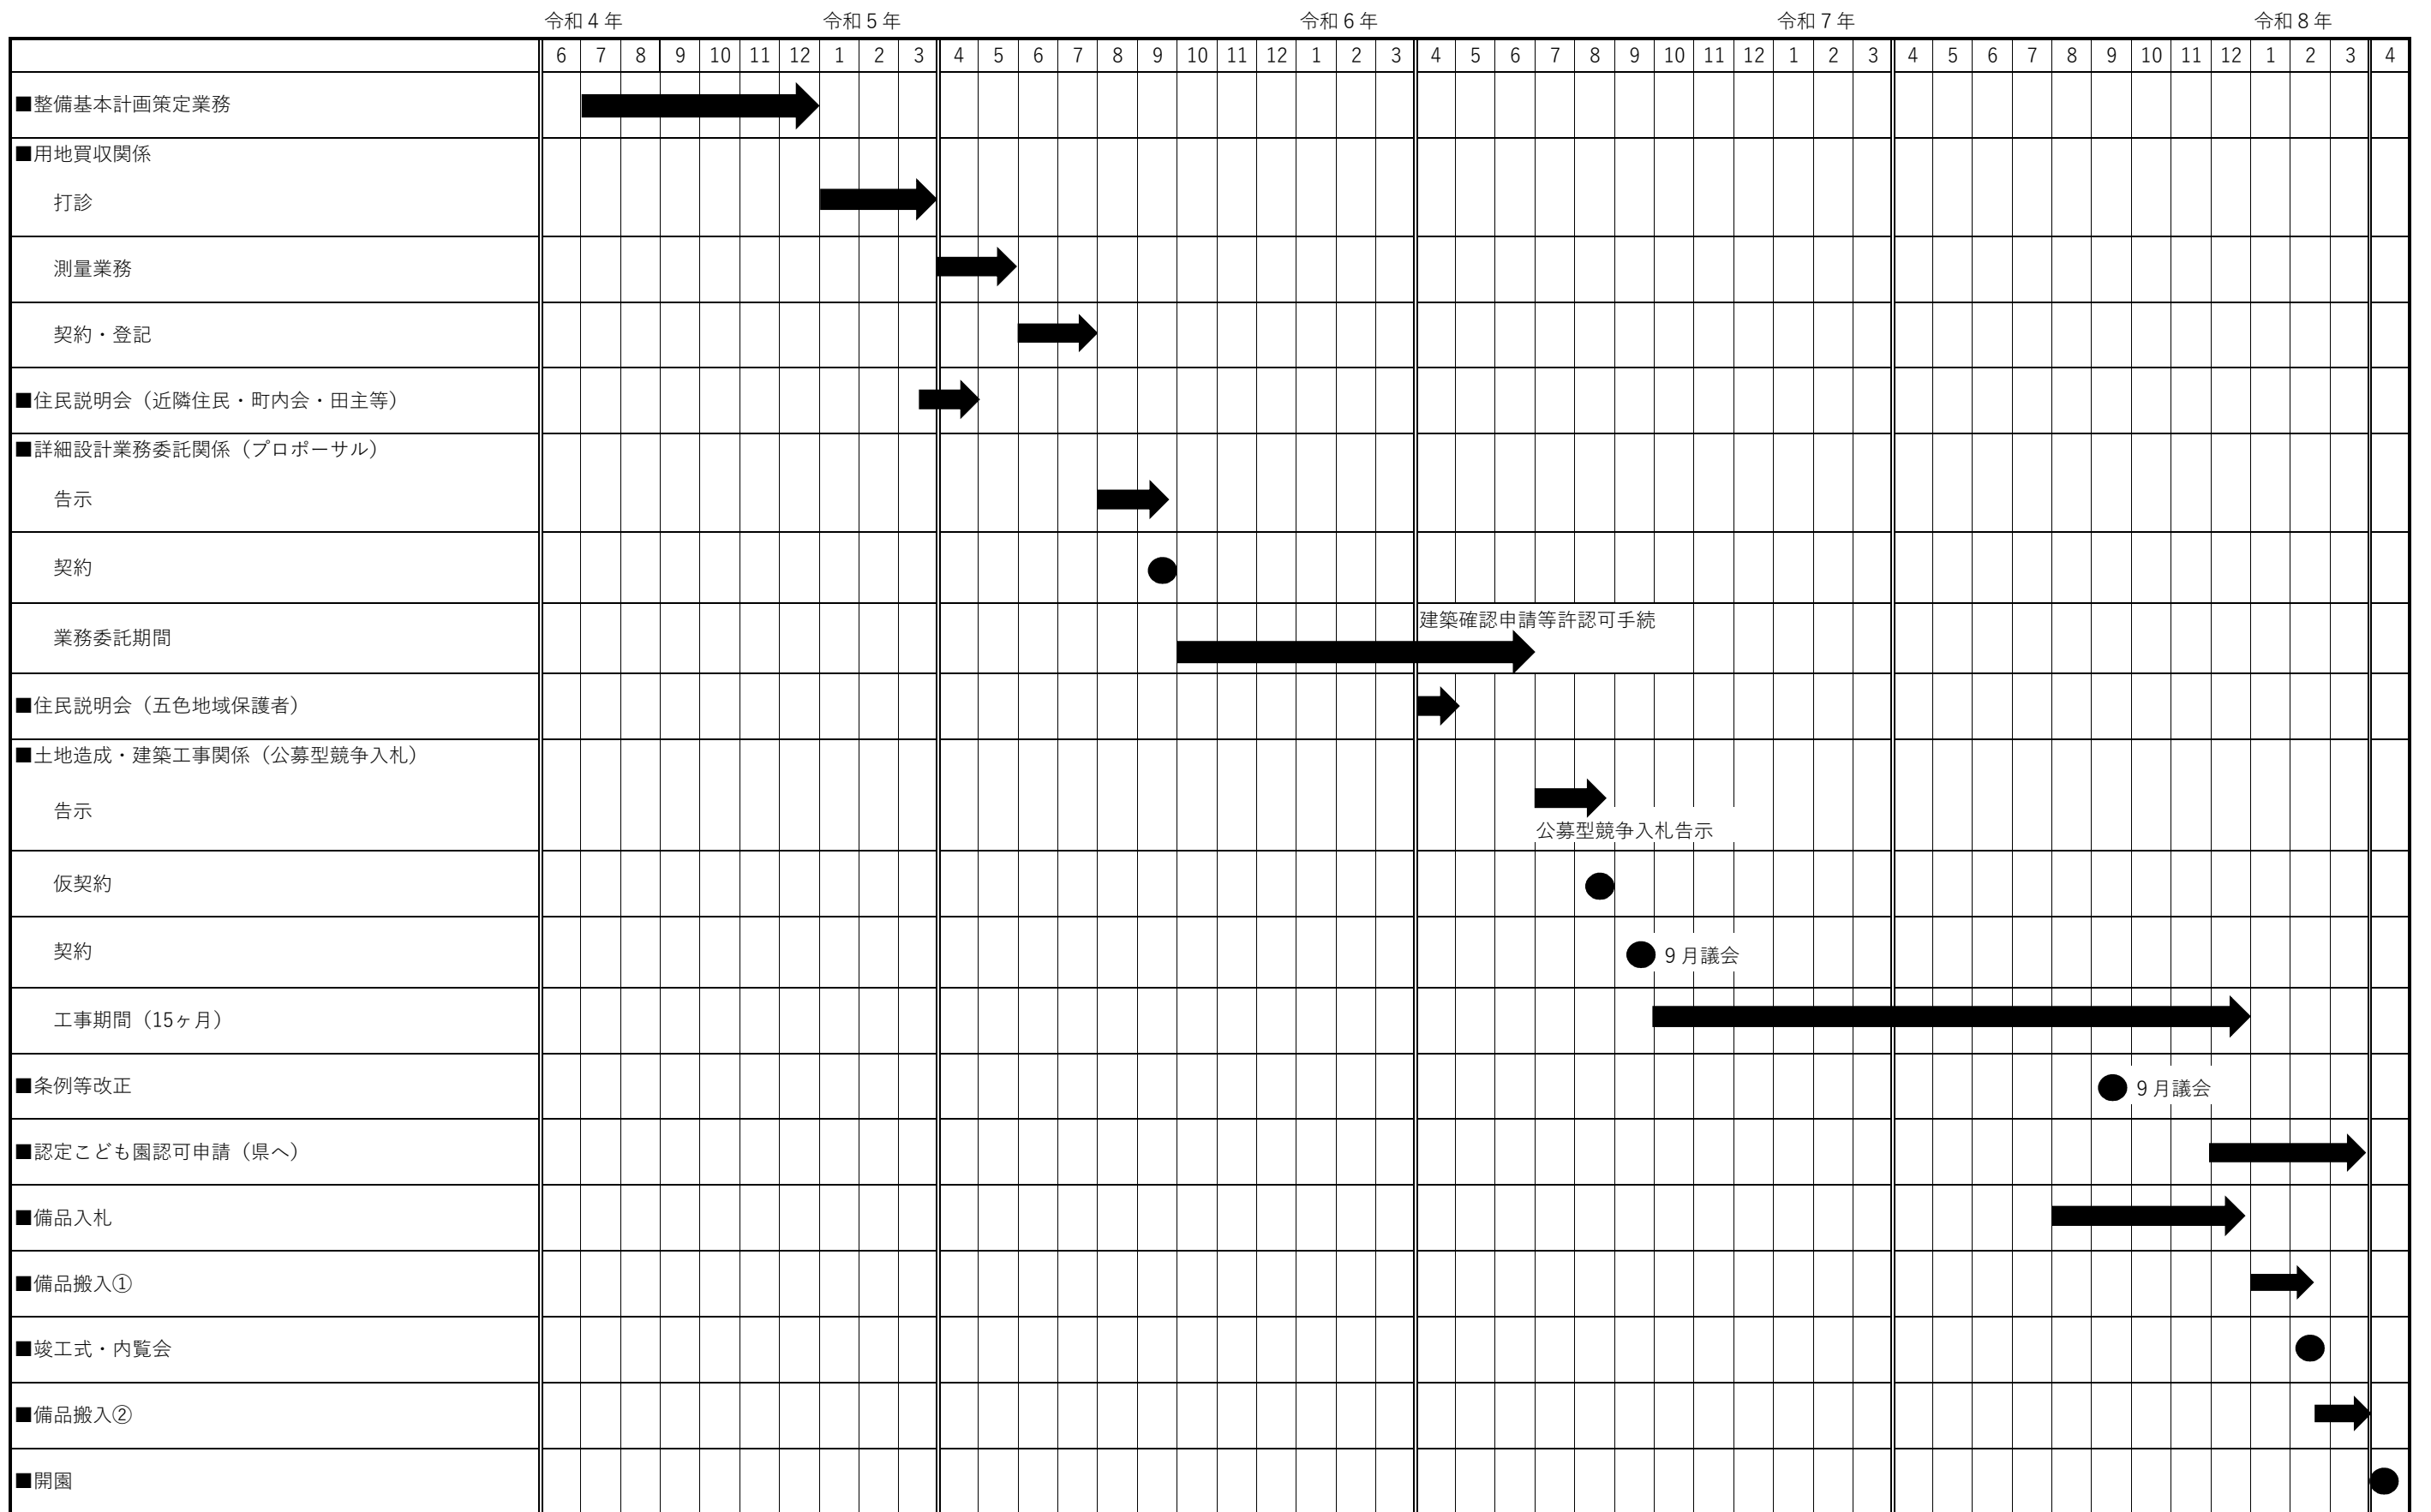 令和4年 令和5年 令和6年 令和7年 令和8年
6 7 8 9 10 11 12 1 2 3 4 5 6 7 8 9 10 11 12 1 2 3 4 5 6 7 8 9 10 11 12 1 2 3 4 5 6 7 8 9 10 11 12 1 2 3 4
■整備基本計画策定業務
■用地買収関係
打診
測量業務
契約・登記
■住民説明会（近隣住民・町内会・田主等）
■詳細設計業務委託関係（プロポーサル）
告示
契約
建築確認申請等許認可手続
業務委託期間
■住民説明会（五色地域保護者）
■土地造成・建築工事関係（公募型競争入札）
告示
公募型競争入札告示
仮契約
契約 9月議会
工事期間（15ヶ月）
■条例等改正 9月議会
■認定こども園認可申請（県へ）
■備品入札
■備品搬入①
■竣工式・内覧会
■備品搬入②
■開園